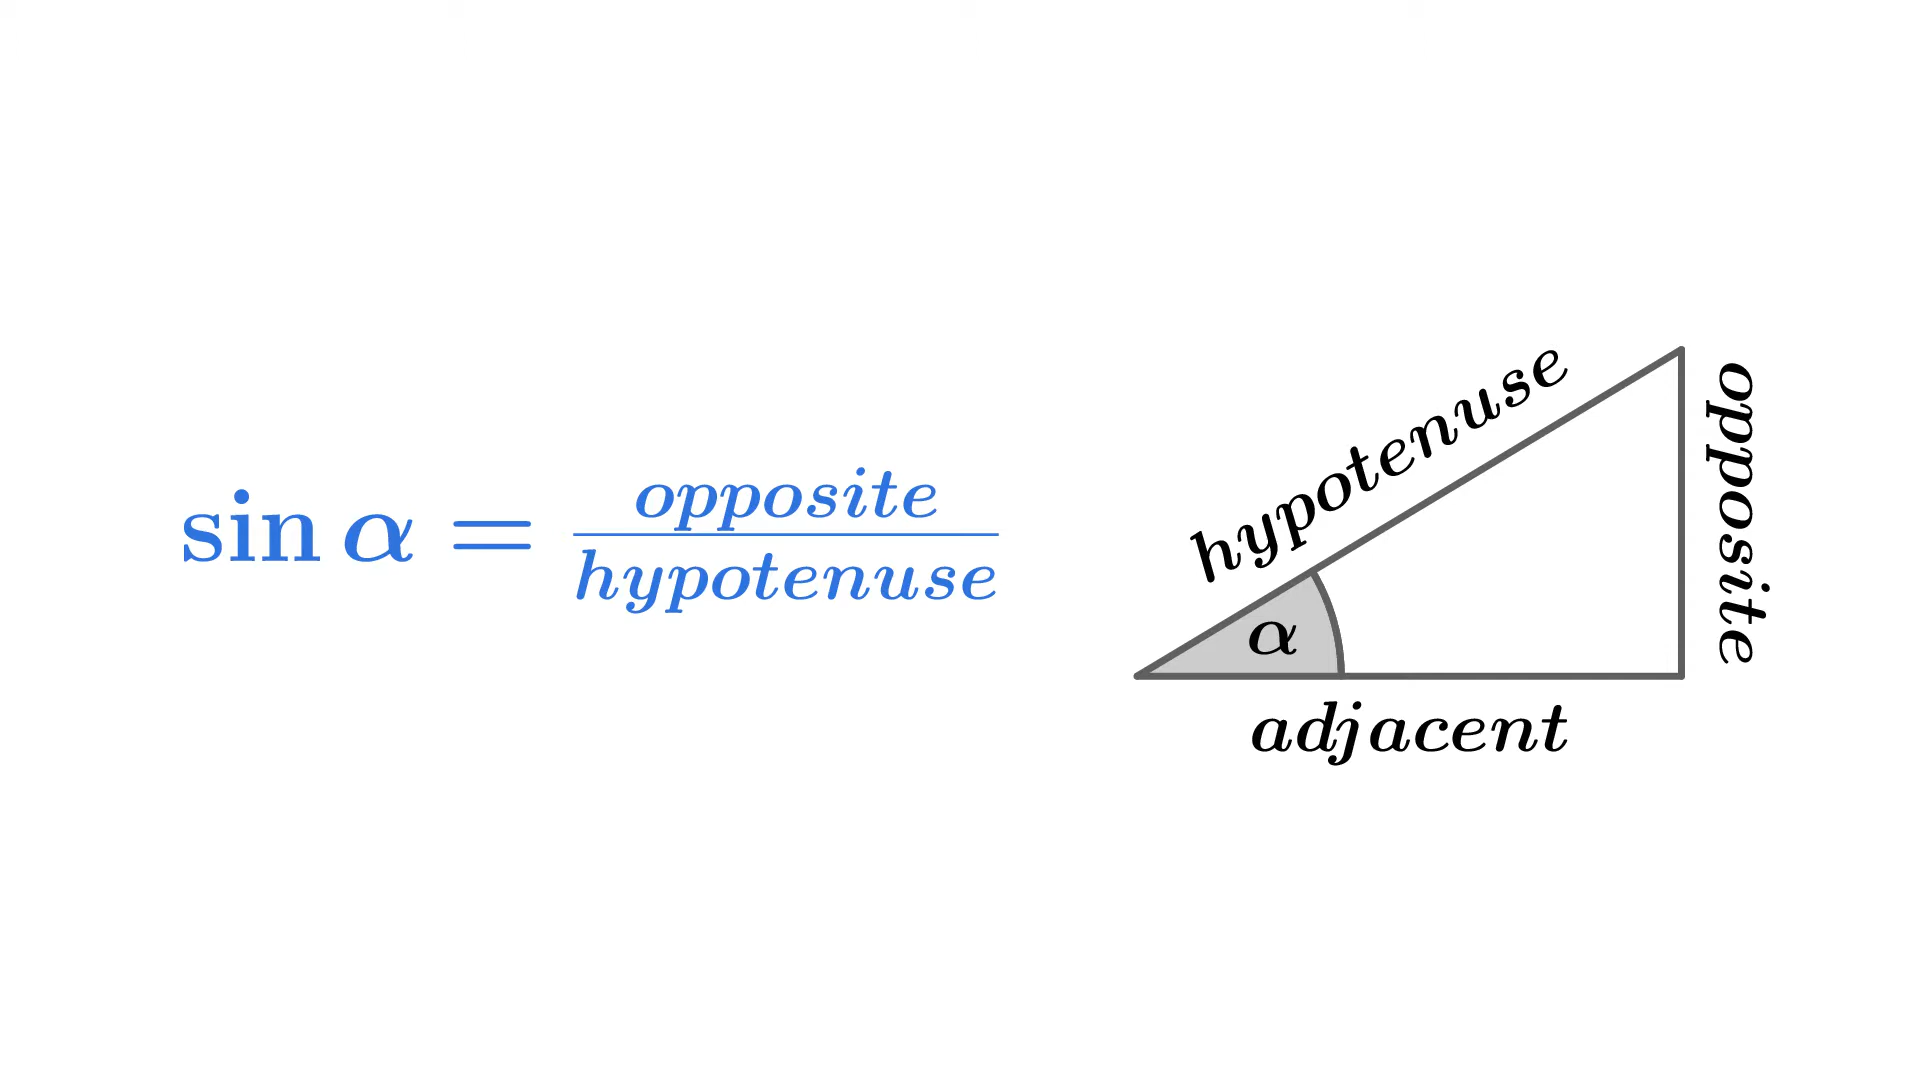 sin α = opposite / hypotenuse
hypotenuse
opposite
α
adjacent